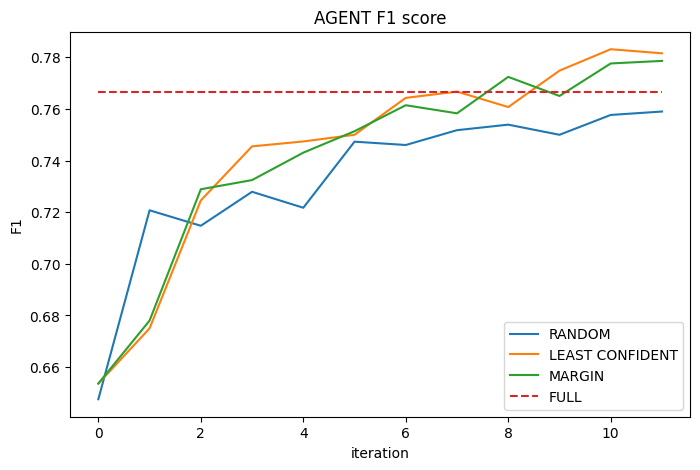 AGENT F1 score
F1
0.78
0.76
0.74
0.72
0.70
0.68
0.66
0
2
4
6
8
10
iteration
RANDOM
LEAST CONFIDENT
MARGIN
FULL